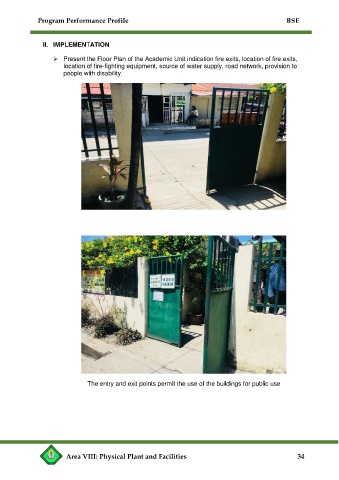 Program Performance Profile BSE
II. IMPLEMENTATION
➢ Present the Floor Plan of the Academic Unit indication fire exits, location of fire exits,
location of fire-fighting equipment, source of water supply, road network, provision to
people with disability.
The entry and exit points permit the use of the buildings for public use
Area VIII: Physical Plant and Facilities 34